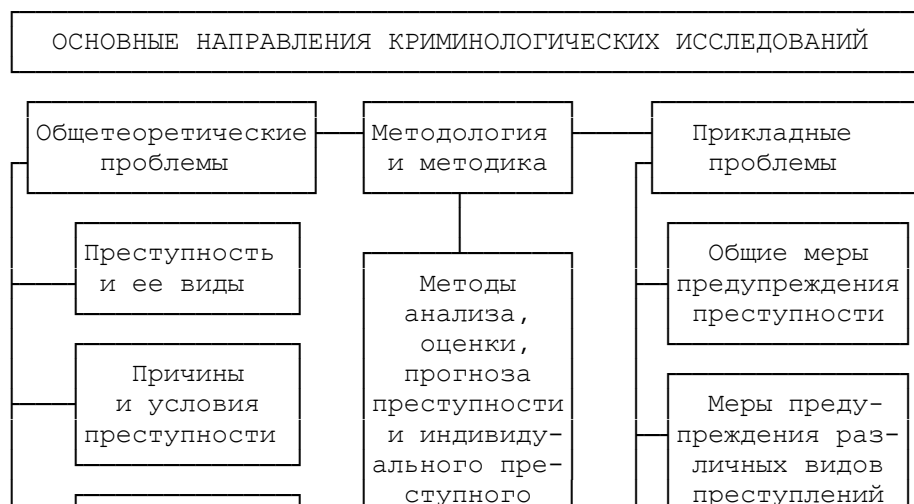 ОСНОВНЫЕ НАПРАВЛЕНИЯ КРИМИНОЛОГИЧЕСКИХ ИССЛЕДОВАНИЙ
Общетеоретические
проблемы
Методология
и методика
Прикладные
проблемы
Преступность
и ее виды
Причины
и условия
преступности
Методы
анализа,
оценки,
прогноза
преступности
и индивиду-
ального пре-
ступного
Общие меры
предупреждения
преступности
Меры преду-
преждения раз-
личных видов
преступлений